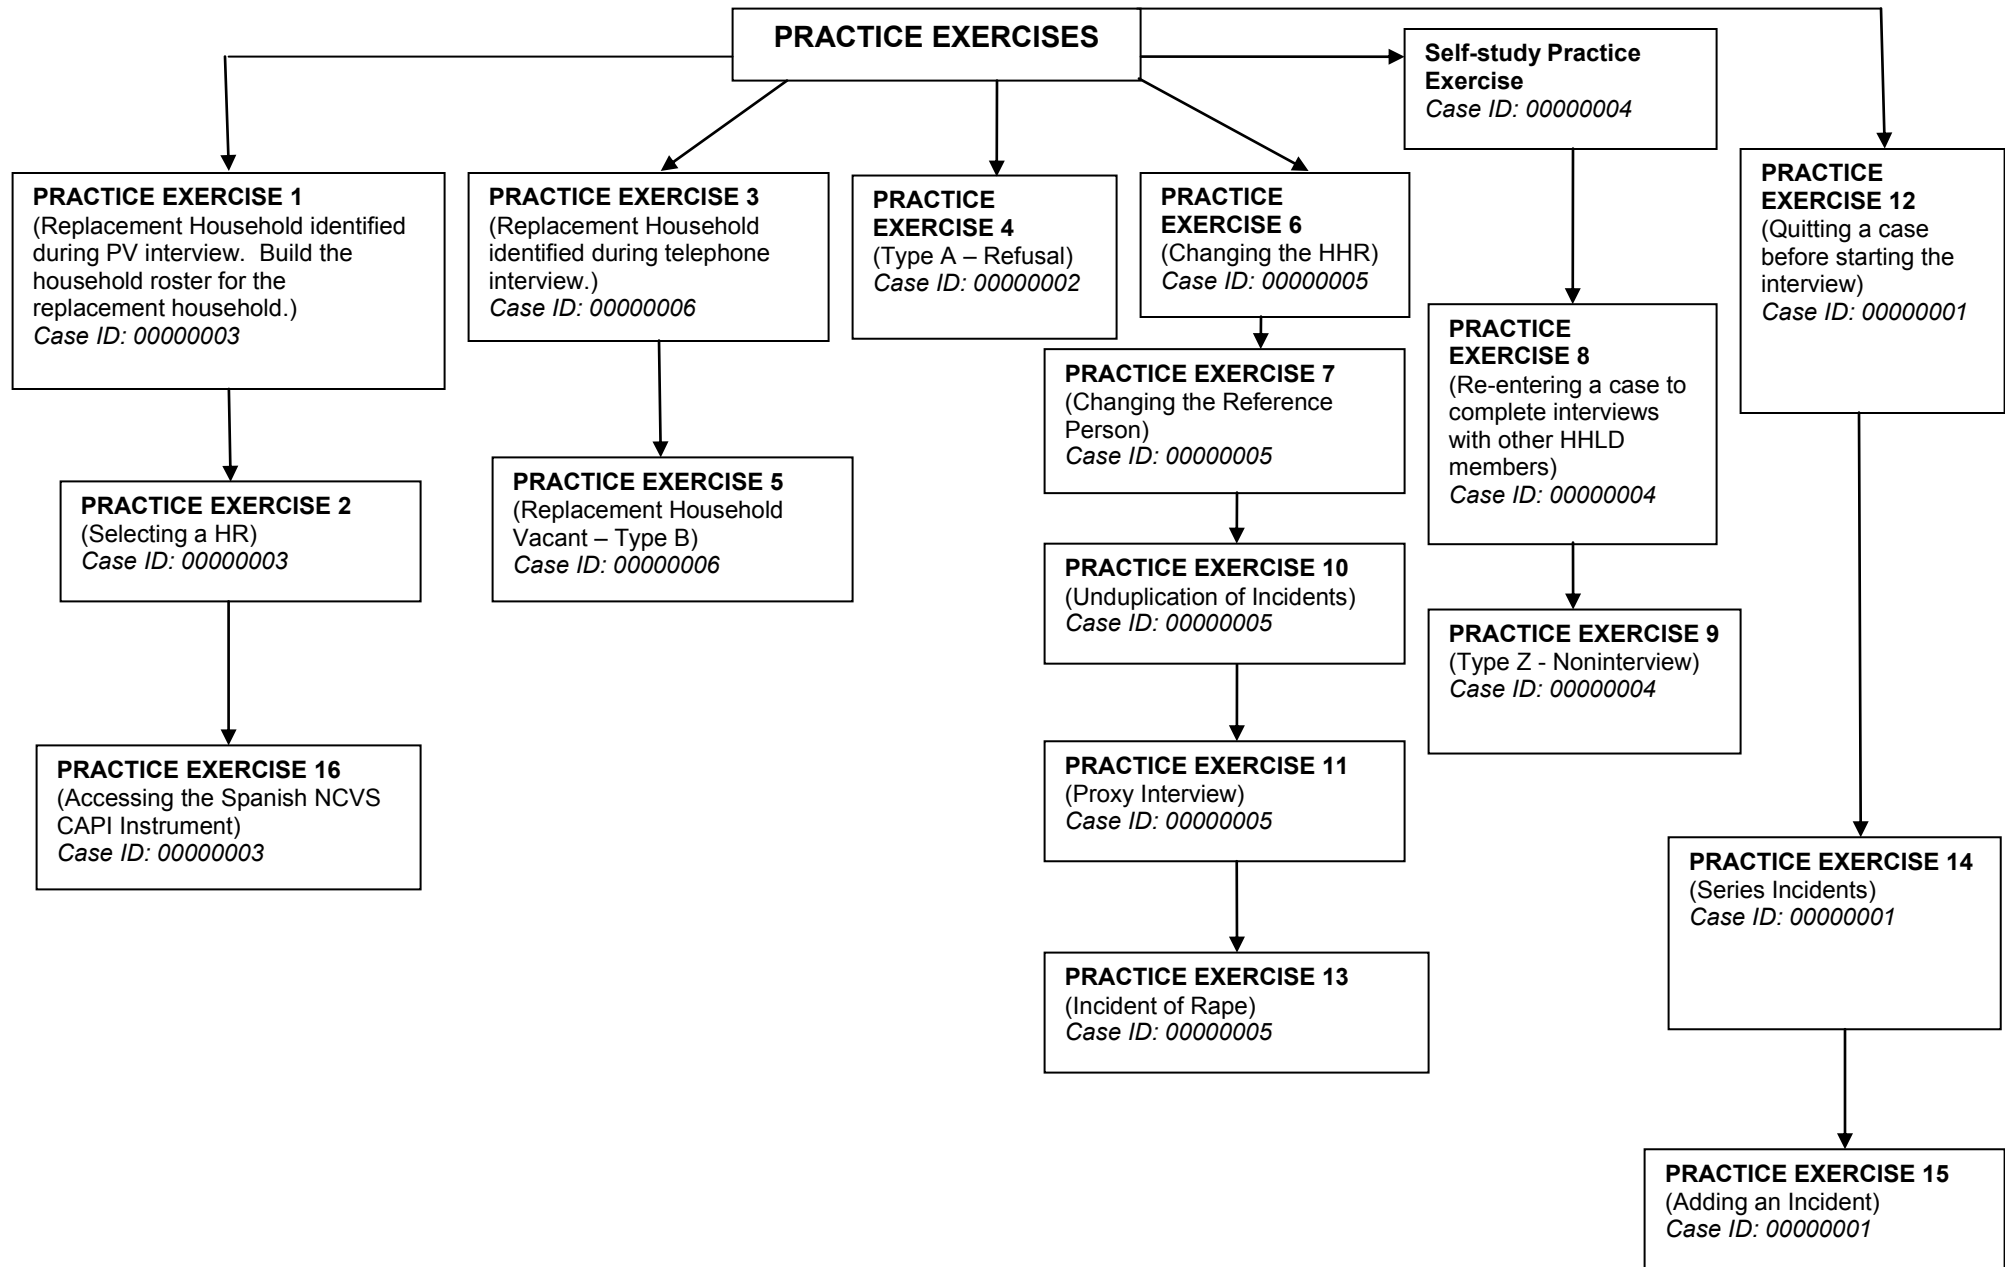 PRACTICE EXERCISES
Self-study Practice
Exercise
Case ID: 00000004
PRACTICE EXERCISE 1
(Replacement Household identified
during PV interview.  Build the
household roster for the
replacement household.)
Case ID: 00000003
PRACTICE EXERCISE 3
(Replacement Household
identified during telephone
interview.)
Case ID: 00000006
PRACTICE
EXERCISE 4
(Type A – Refusal)
Case ID: 00000002
PRACTICE
EXERCISE 6
(Changing the HHR)
Case ID: 00000005
PRACTICE
EXERCISE 12
(Quitting a case
before starting the
interview)
Case ID: 00000001
PRACTICE
EXERCISE 8
(Re-entering a case to
complete interviews
with other HHLD
members)
Case ID: 00000004
PRACTICE EXERCISE 7
(Changing the Reference
Person)
Case ID: 00000005
PRACTICE EXERCISE 2
(Selecting a HR)
Case ID: 00000003
PRACTICE EXERCISE 5
(Replacement Household
Vacant – Type B)
Case ID: 00000006
PRACTICE EXERCISE 10
(Unduplication of Incidents)
Case ID: 00000005
PRACTICE EXERCISE 9
(Type Z - Noninterview)
Case ID: 00000004
PRACTICE EXERCISE 16
(Accessing the Spanish NCVS
CAPI Instrument)
Case ID: 00000003
PRACTICE EXERCISE 11
(Proxy Interview)
Case ID: 00000005
PRACTICE EXERCISE 14
(Series Incidents)
Case ID: 00000001
PRACTICE EXERCISE 13
(Incident of Rape)
Case ID: 00000005
PRACTICE EXERCISE 15
(Adding an Incident)
Case ID: 00000001